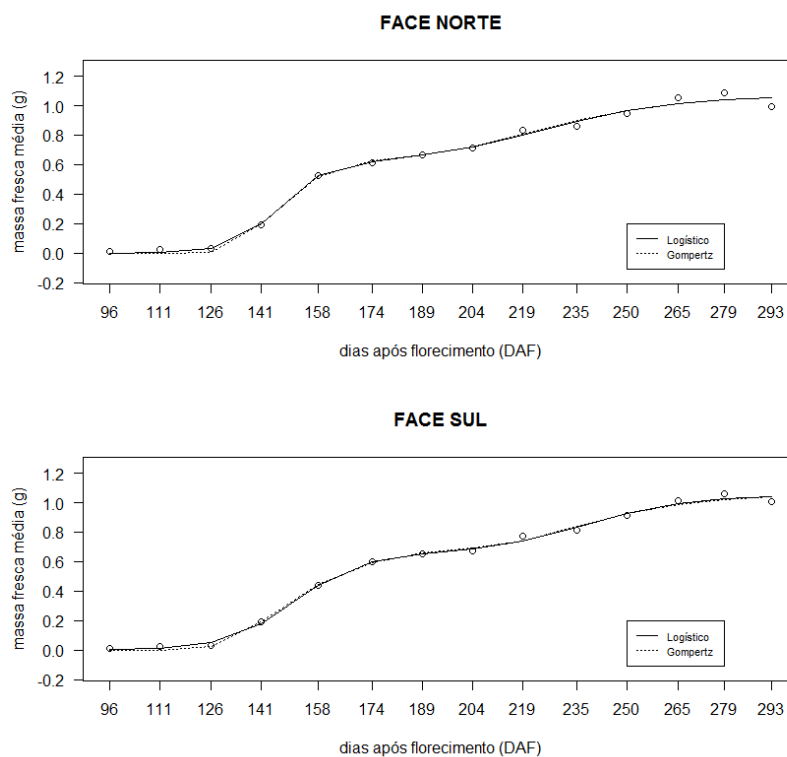 FACE NORTE
massa fresca média (g)
1.2
1.0
0.8
0.6
0.4
0.2
0.0
-0.2
Logístico
Gompertz
96 111 126 141 158 174 189 204 219 235 250 265 279 293
dias após florecimento (DAF)
FACE SUL
massa fresca média (g)
1.2
1.0
0.8
0.6
0.4
0.2
0.0
-0.2
Logístico
Gompertz
96 111 126 141 158 174 189 204 219 235 250 265 279 293
dias após florecimento (DAF)